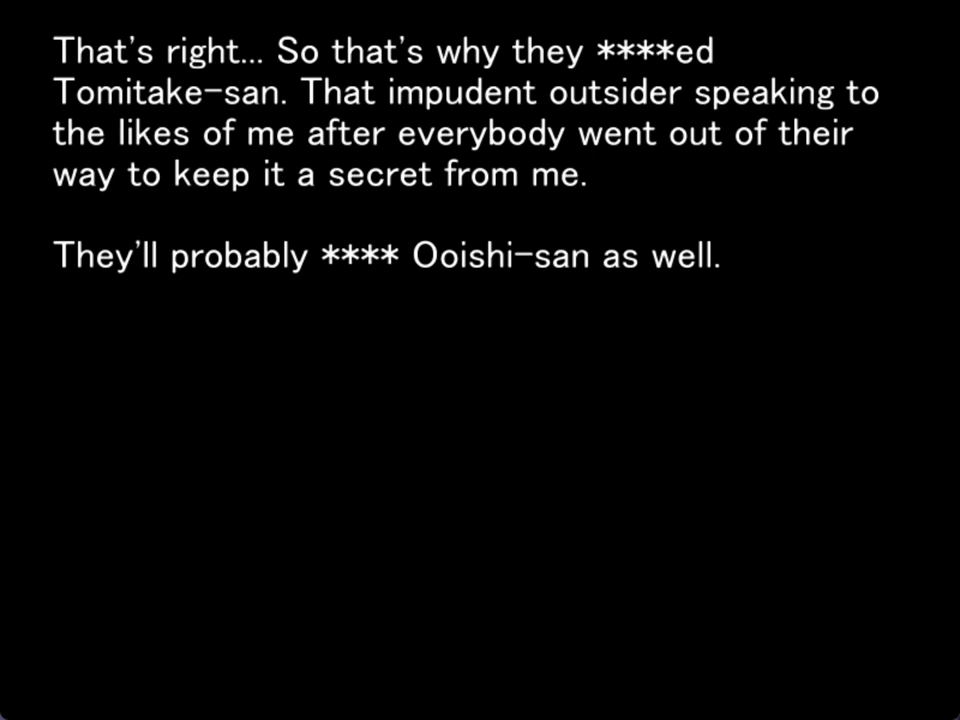 That's right... So that's why they ****ed
Tomitake-san. That impudent outsider speaking to
the likes of me after everybody went out of their
way to keep it a secret from me.
They'll probably **** Ooishi-san as well.